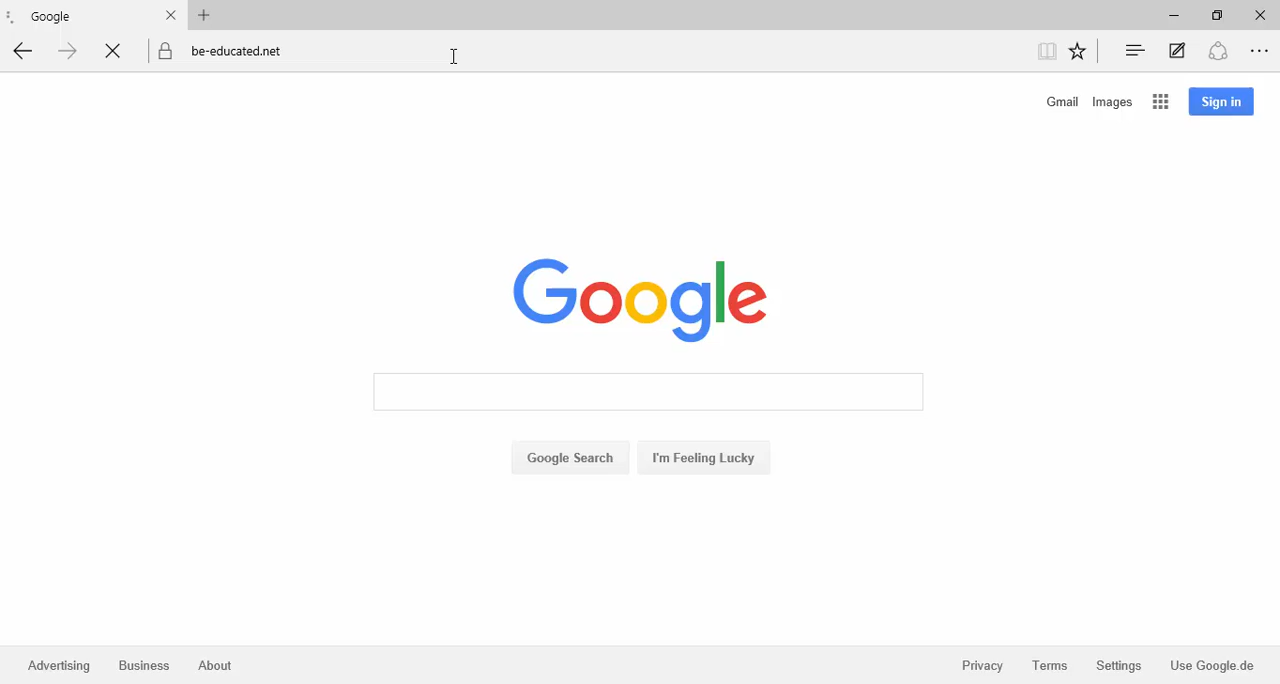 Google
be-educated.net
Gmail Images Sign in
Google
Google Search I'm Feeling Lucky
Advertising Business About Privacy Terms Settings Use Google.de